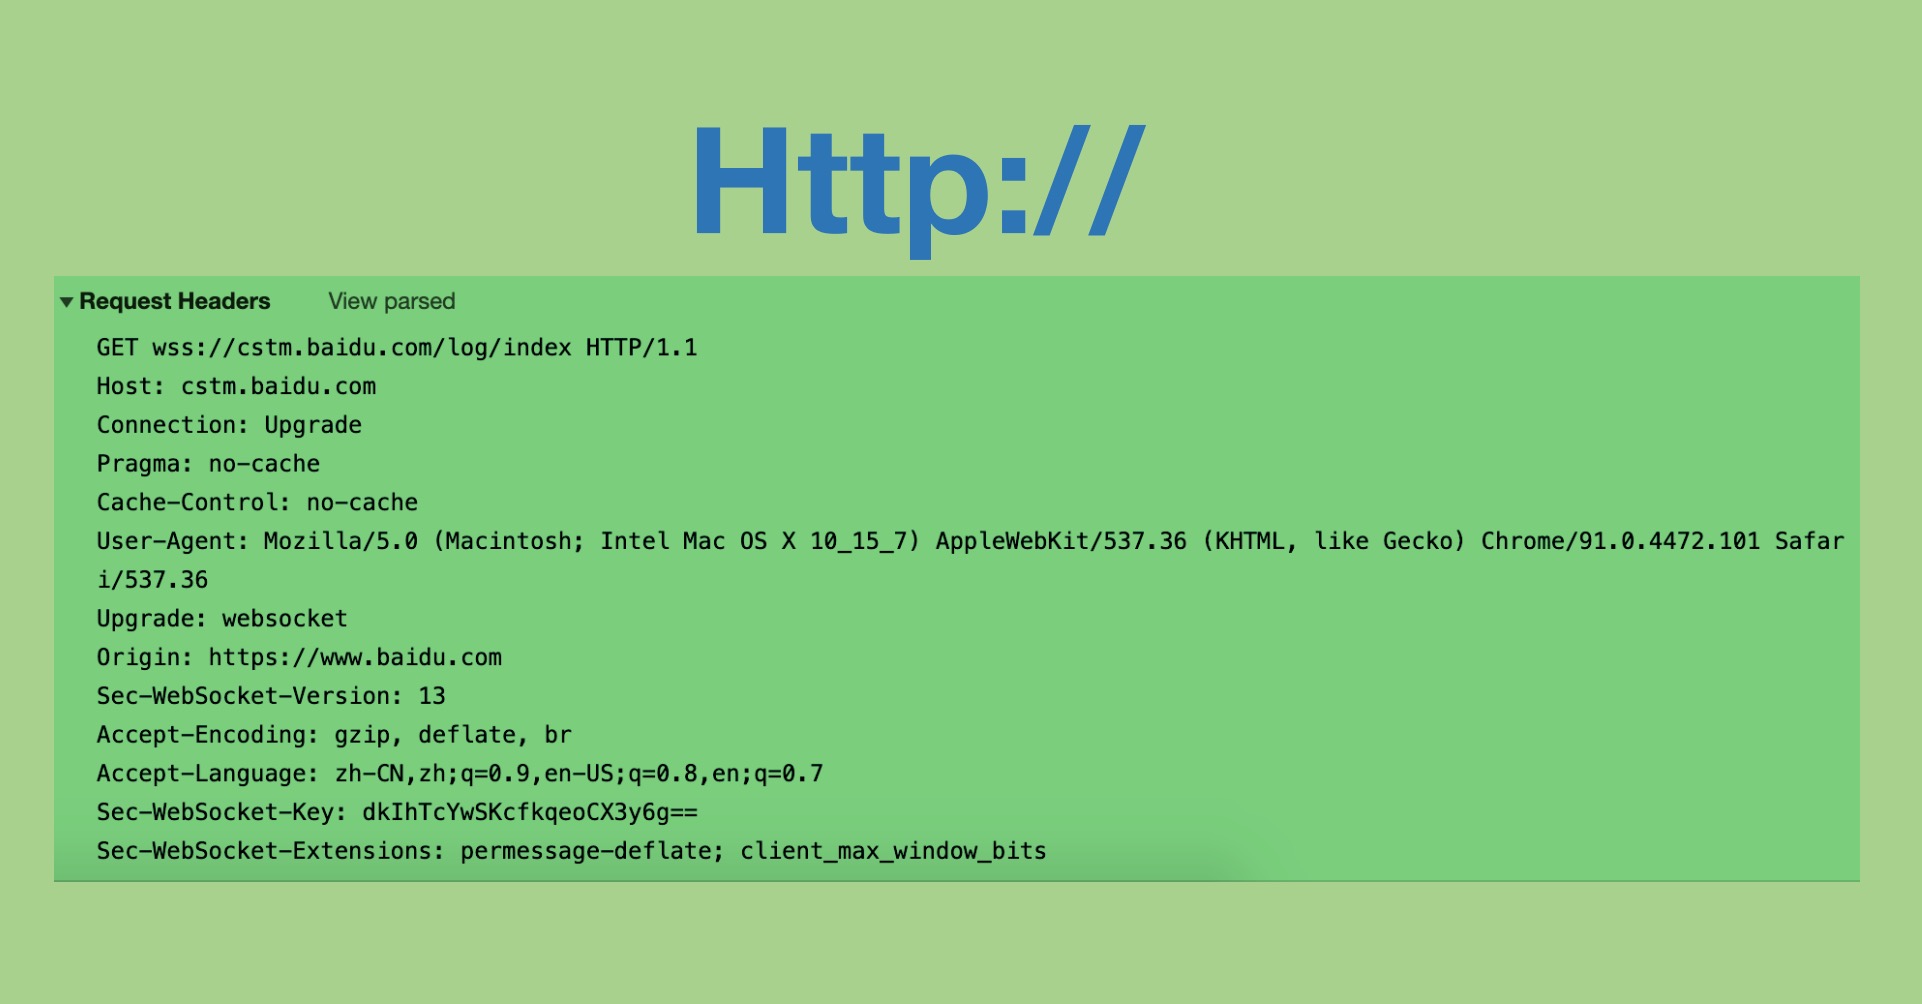 Http://
Request Headers View parsed
GET wss://cstm.baidu.com/log/index HTTP/1.1
Host: cstm.baidu.com
Connection: Upgrade
Pragma: no-cache
Cache-Control: no-cache
User-Agent: Mozilla/5.0 (Macintosh; Intel Mac OS X 10_15_7) AppleWebKit/537.36 (KHTML, like Gecko) Chrome/91.0.4472.101 Safar
i/537.36
Upgrade: websocket
Origin: https://www.baidu.com
Sec-WebSocket-Version: 13
Accept-Encoding: gzip, deflate, br
Accept-Language: zh-CN,zh;q=0.9,en-US;q=0.8,en;q=0.7
Sec-WebSocket-Key: dkIhTcYwSKcfkqeoCX3y6g==
Sec-WebSocket-Extensions: permessage-deflate; client_max_window_bits